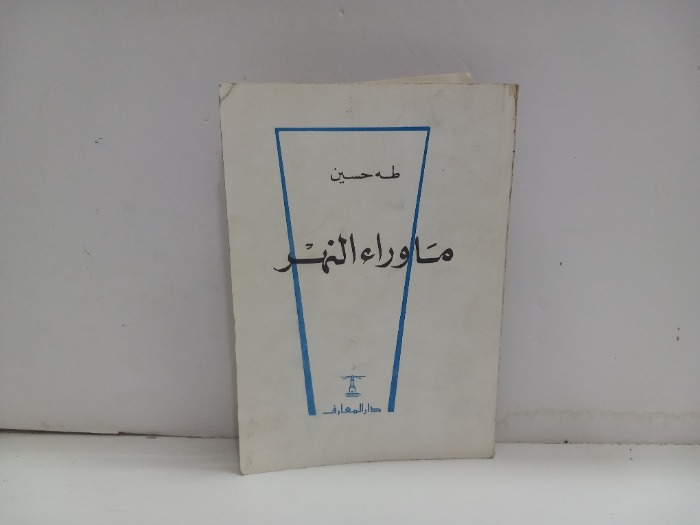 طه حسين
ما وراء النهر
دار المعارف